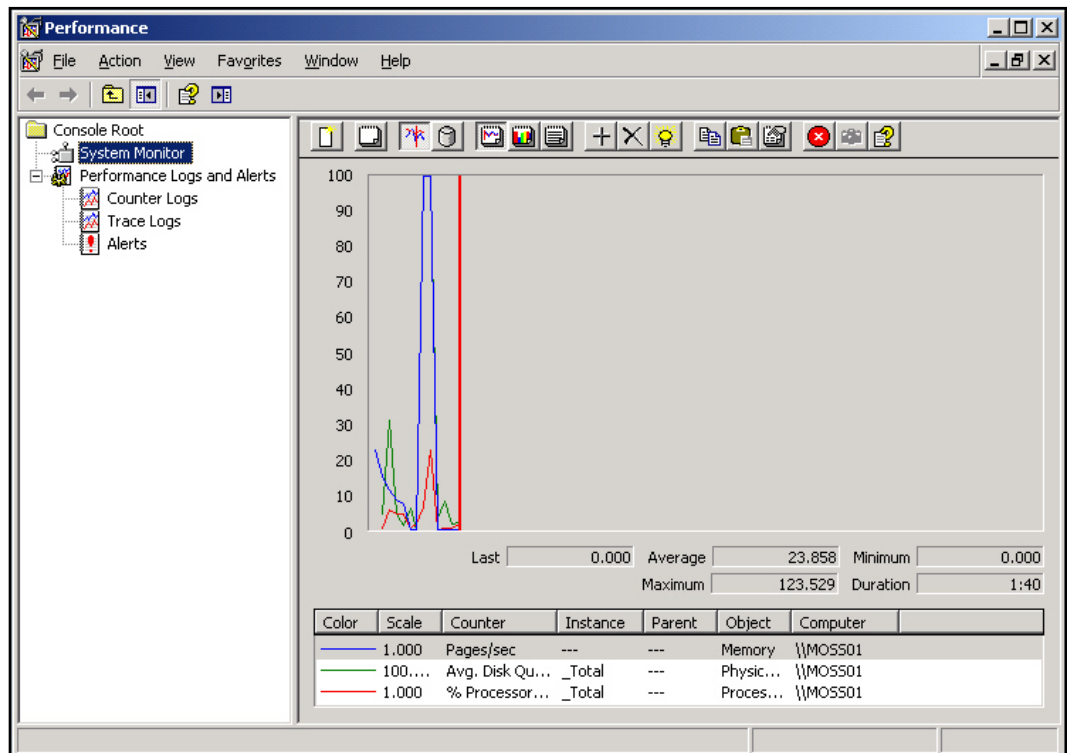 Performance
File Action View Favorites Window Help
Console Root
System Monitor
Performance Logs and Alerts
Counter Logs
Trace Logs
Alerts
100
90
80
70
60
50
40
30
20
10
0
Last 0.000 Average 23.858 Minimum 0.000
Maximum 123.529 Duration 1:40
Color Scale Counter Instance Parent Object Computer
1.000 Pages/sec --- --- Memory \\MOSS01
100.... Avg. Disk Qu... _Total --- Physic... \\MOSS01
1.000 % Processor... _Total --- Proces... \\MOSS01